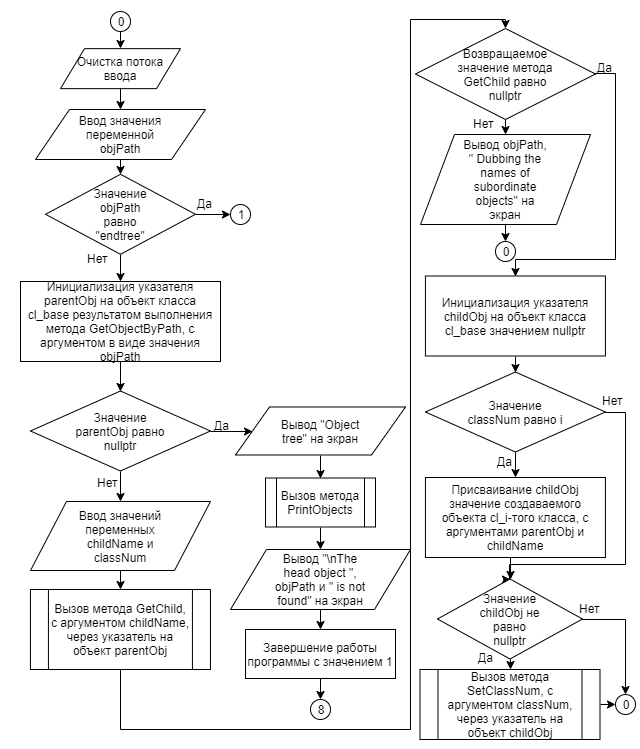 0
Очистка потока
ввода
Ввод значения
переменной
objPath
Значение
objPath
равно
"endtree"
Да
1
Нет
Инициализация указателя
parentObj на объект класса
cl_base результатом выполнения
метода GetObjectByPath, с
аргументом в виде значения
objPath
Значение
parentObj равно
nullptr
Да
Нет
Вывод "Object
tree" на экран
Вызов метода
PrintObjects
Вывод "\nThe
head object ",
objPath и " is not
found" на экран
Завершение работы
программы с значением 1
8
Ввод значений
переменных
childName и
classNum
Вызов метода GetChild,
с аргументом childName,
через указатель на
объект parentObj
Возвращаемое
значение метода
GetChild равно
nullptr
Да
Нет
Вывод objPath,
" Dubbing the
names of
subordinate
objects" на
экран
0
Инициализация указателя
childObj на объект класса
cl_base значением nullptr
Значение
classNum равно i
Нет
Да
Присваивание childObj
значение создаваемого
объекта cl_i-того класса, с
аргументами parentObj и
childName
Значение
childObj не
равно
nullptr
Нет
Да
Вызов метода
SetClassNum, с
аргументом classNum,
через указатель на
объект childObj
0